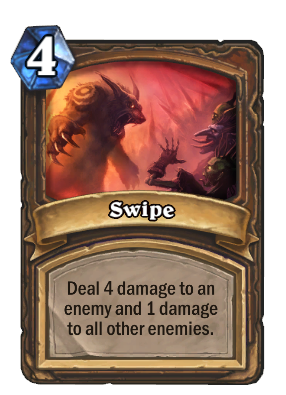 4
Swipe
Deal 4 damage to an
enemy and 1 damage
to all other enemies.